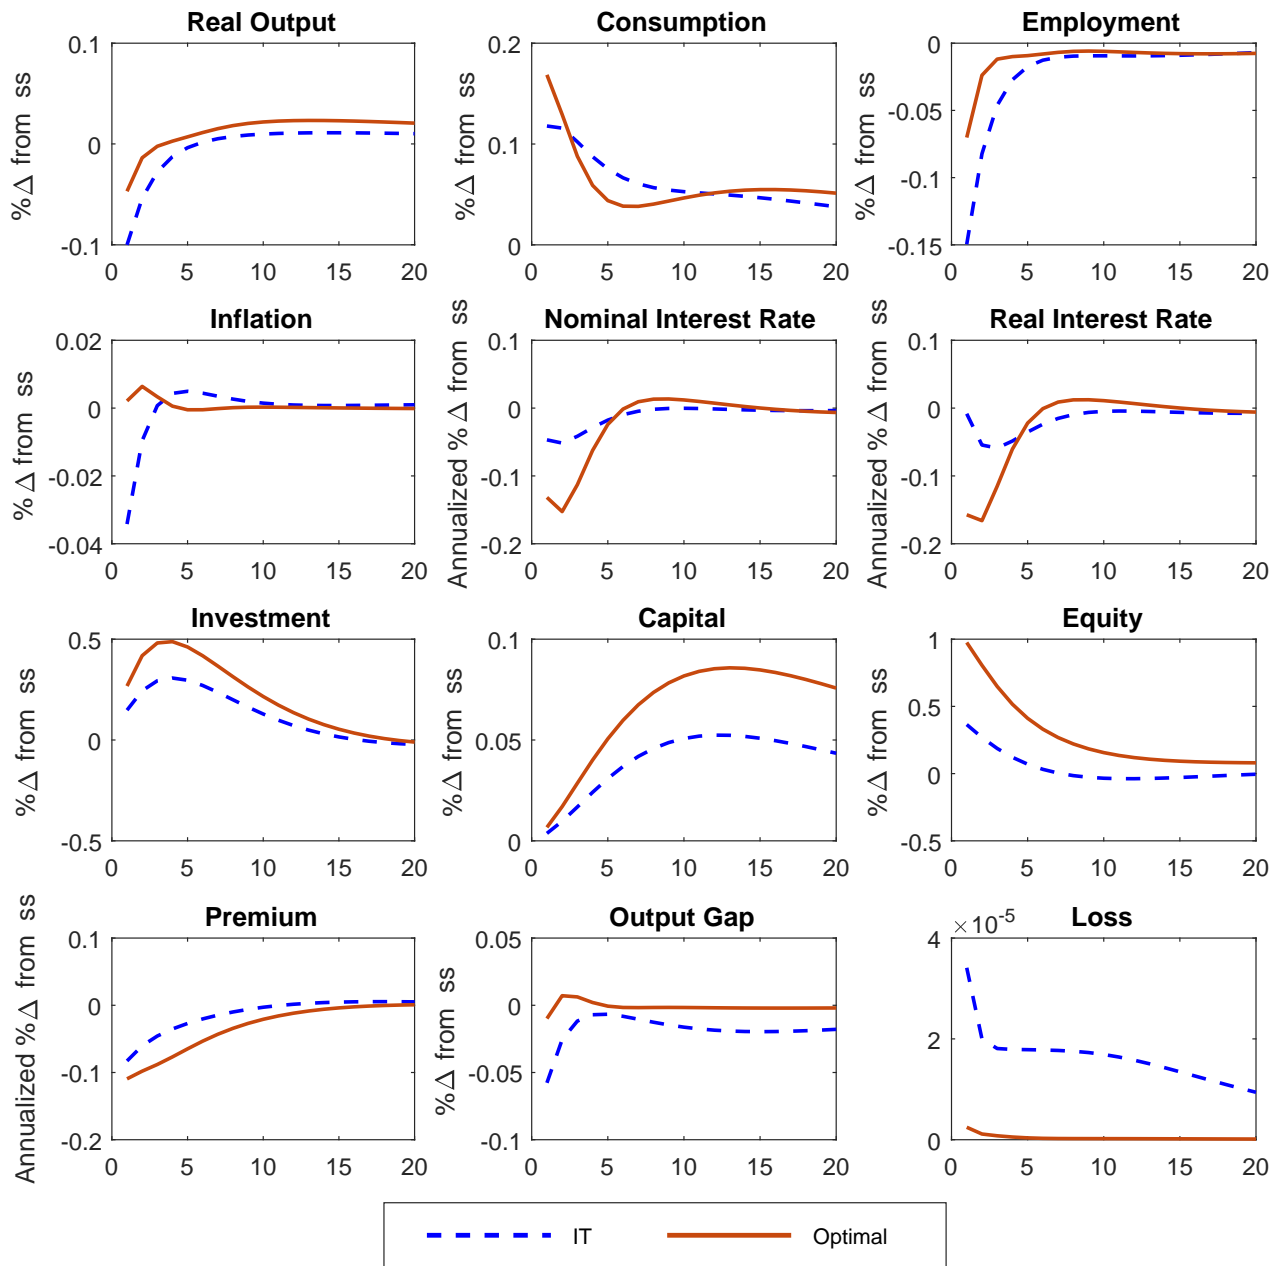 Real Output
Consumption
Employment
%Δ from ss
0.1
0
-0.1
0 5 10 15 20
%Δ from ss
0.2
0.1
0
0 5 10 15 20
%Δ from ss
0
-0.05
-0.1
-0.15
0 5 10 15 20
Inflation
Nominal Interest Rate
Real Interest Rate
%Δ from ss
0.02
0
-0.02
-0.04
0 5 10 15 20
Annualized %Δ from ss
0.1
0
-0.1
-0.2
0 5 10 15 20
Annualized %Δ from ss
0.1
0
-0.1
-0.2
0 5 10 15 20
Investment
Capital
Equity
%Δ from ss
0.5
0
-0.5
0 5 10 15 20
%Δ from ss
0.1
0.05
0
0 5 10 15 20
%Δ from ss
1
0.5
0
-0.5
0 5 10 15 20
Premium
Output Gap
Loss
Annualized %Δ from ss
0.1
0
-0.1
-0.2
0 5 10 15 20
%Δ from ss
0.05
0
-0.05
-0.1
0 5 10 15 20
×10⁻⁵
4
2
0
0 5 10 15 20
IT Optimal